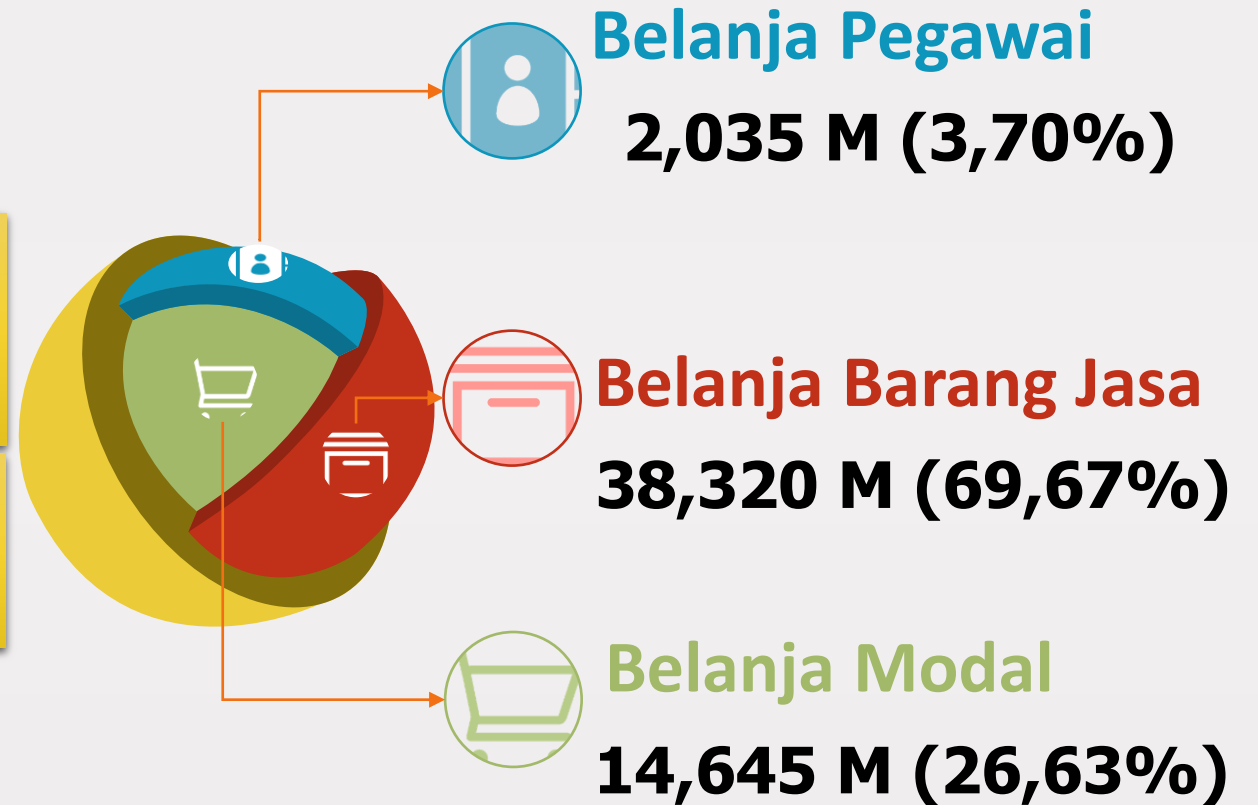 Belanja Pegawai
2,035 M (3,70%)
Belanja Barang Jasa
38,320 M (69,67%)
Belanja Modal
14,645 M (26,63%)